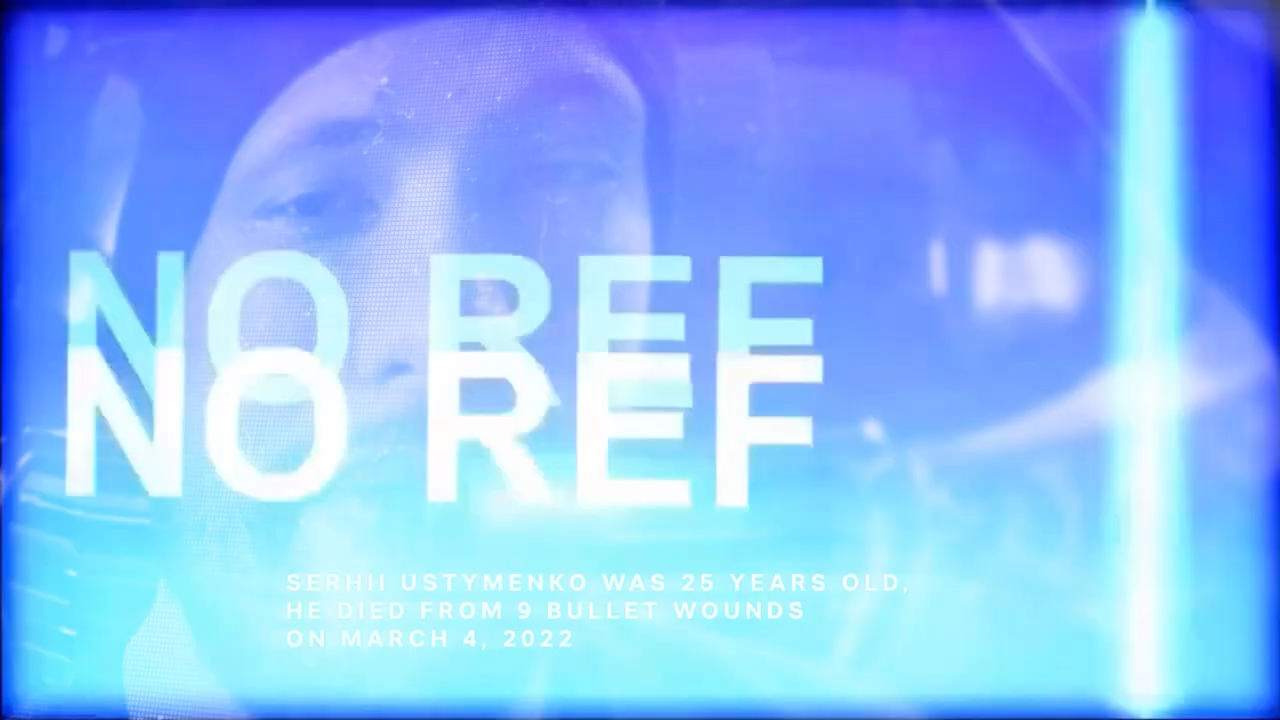 NO REF
NO REF
SERHII USTYMENKO WAS 25 YEARS OLD,
HE DIED FROM 9 BULLET WOUNDS
ON MARCH 4, 2022